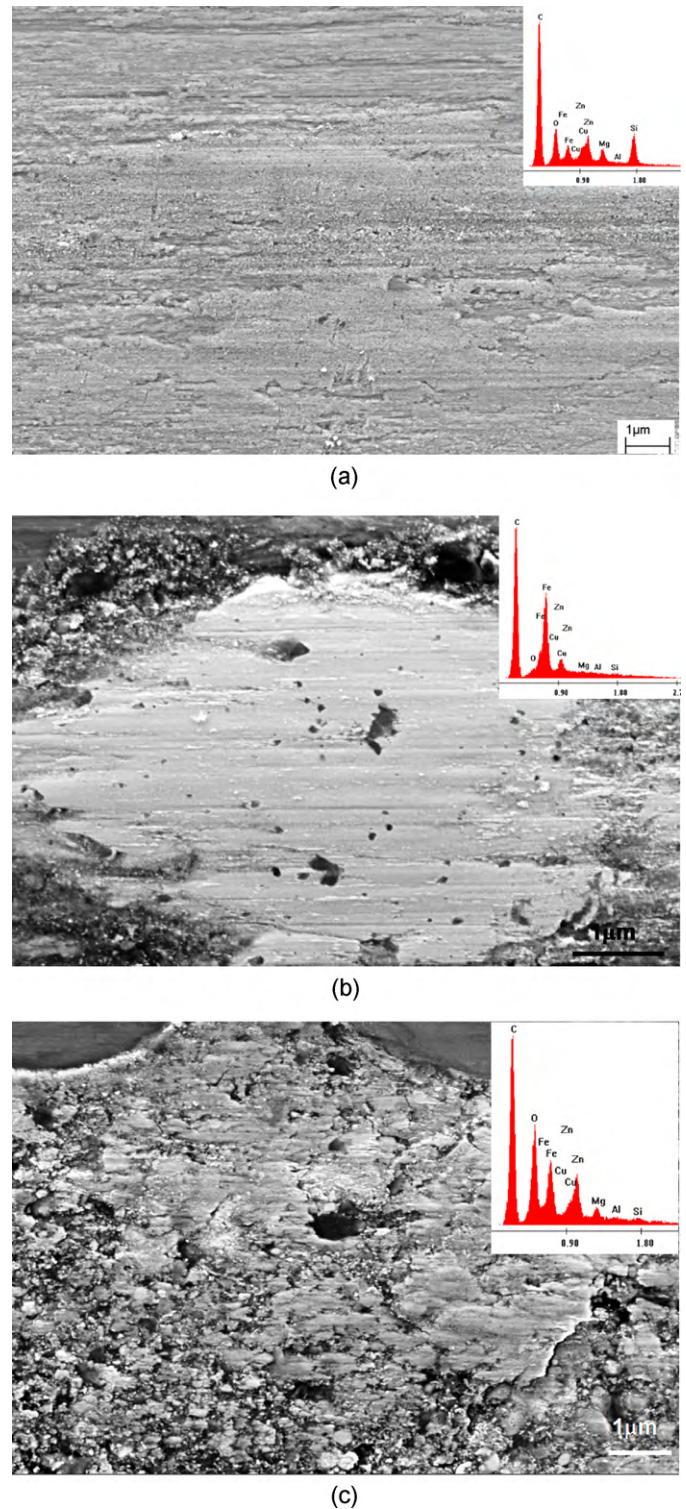 C
Zn
Fe
Zn
O
Cu
Si
Fe
Mg
Cu
Al
0.90 1.80
1µm
(a)
C
Fe
Zn
Fe
Zn
Cu
O
Cu
Mg Al Si
0.90 1.80 2.7
1µm
(b)
C
O
Zn
Fe
Fe
Zn
Cu
Cu
Mg
Al Si
0.90 1.80
1µm
(c)